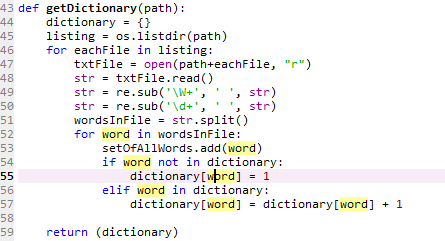 43 def getDictionary(path):
44     dictionary = {}
45     listing = os.listdir(path)
46     for eachFile in listing:
47         txtFile = open(path+eachFile, "r")
48         str = txtFile.read()
49         str = re.sub('\W+', ' ', str)
50         str = re.sub('\d+', ' ', str)
51         wordsInFile = str.split()
52         for word in wordsInFile:
53             setOfAllWords.add(word)
54             if word not in dictionary:
55                 dictionary[word] = 1
56             elif word in dictionary:
57                 dictionary[word] = dictionary[word] + 1
58
59     return (dictionary)